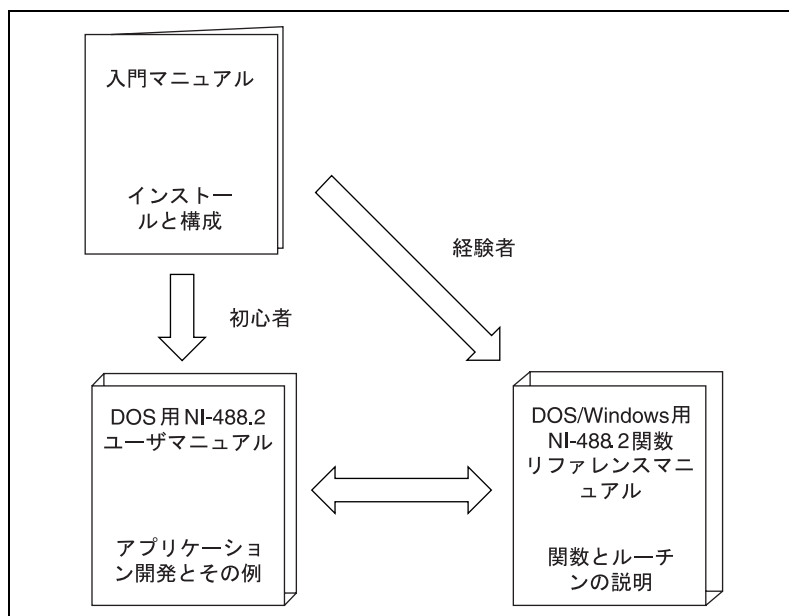 入門マニュアル
インストー
ルと構成
経験者
初心者
DOS用NI-488.2
ユーザマニュアル
アプリケーショ
ン開発とその例
DOS/Windows用
NI-488.2関数
リファレンスマニ
ュアル
関数とルーチ
ンの説明